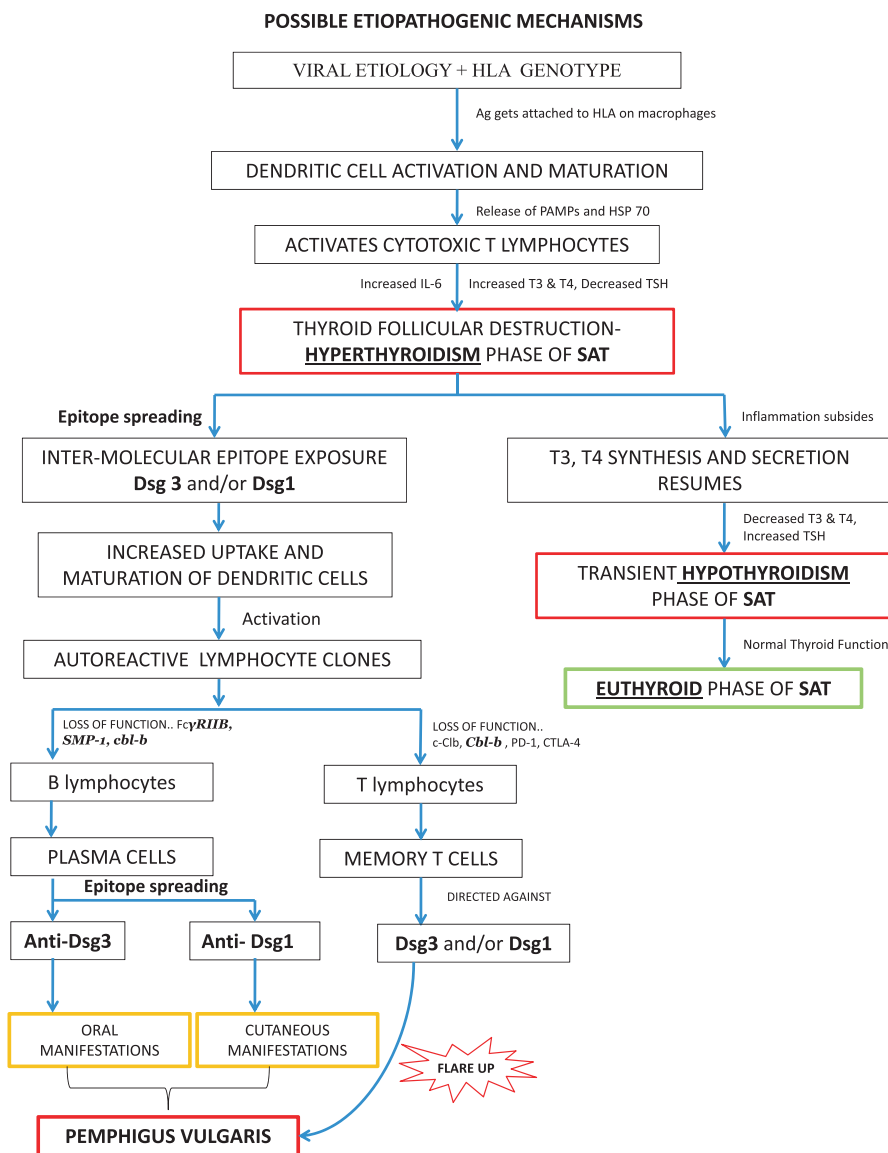 POSSIBLE ETIOPATHOGENIC MECHANISMS
VIRAL ETIOLOGY + HLA GENOTYPE
Ag gets attached to HLA on macrophages
DENDRITIC CELL ACTIVATION AND MATURATION
Release of PAMPs and HSP 70
ACTIVATES CYTOTOXIC T LYMPHOCYTES
Increased IL-6
Increased T3 & T4, Decreased TSH
THYROID FOLLICULAR DESTRUCTION-
HYPERTHYROIDISM PHASE OF SAT
Epitope spreading
Inflammation subsides
INTER-MOLECULAR EPITOPE EXPOSURE
Dsg 3 and/or Dsg1
T3, T4 SYNTHESIS AND SECRETION
RESUMES
Decreased T3 & T4,
Increased TSH
INCREASED UPTAKE AND
MATURATION OF DENDRITIC CELLS
TRANSIENT HYPOTHYROIDISM
PHASE OF SAT
Activation
Normal Thyroid Function
AUTOREACTIVE LYMPHOCYTE CLONES
EUTHYROID PHASE OF SAT
LOSS OF FUNCTION.. FcγRIIB,
SMP-1, cbl-b
LOSS OF FUNCTION..
c-Clb, Cbl-b , PD-1, CTLA-4
B lymphocytes
T lymphocytes
PLASMA CELLS
MEMORY T CELLS
Epitope spreading
DIRECTED AGAINST
Anti-Dsg3
Anti- Dsg1
Dsg3 and/or Dsg1
ORAL
MANIFESTATIONS
CUTANEOUS
MANIFESTATIONS
FLARE UP
PEMPHIGUS VULGARIS